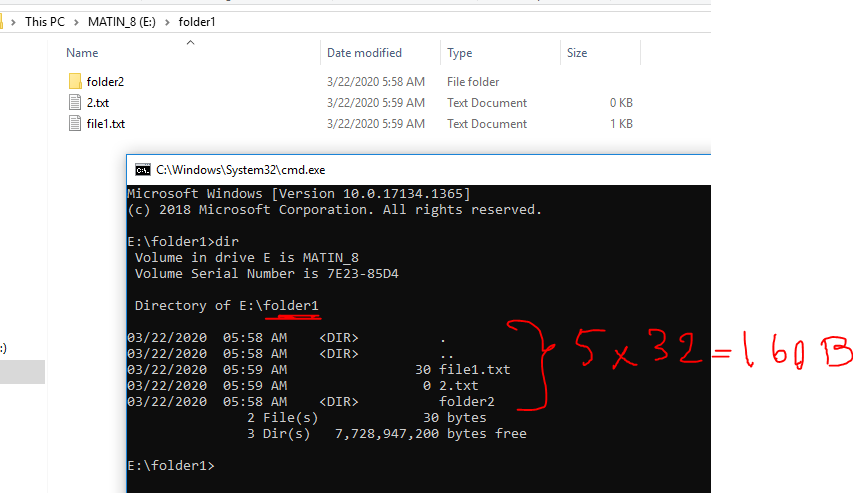 This PC > MATIN_8 (E:) > folder1
Name Date modified Type Size
folder2 3/22/2020 5:58 AM File folder
2.txt 3/22/2020 5:59 AM Text Document 0 KB
file1.txt 3/22/2020 5:59 AM Text Document 1 KB
C:\Windows\System32\cmd.exe
Microsoft Windows [Version 10.0.17134.1365]
(c) 2018 Microsoft Corporation. All rights reserved.
E:\folder1>dir
Volume in drive E is MATIN_8
Volume Serial Number is 7E23-85D4
Directory of E:\folder1
:)
03/22/2020 05:58 AM <DIR> .
03/22/2020 05:58 AM <DIR> ..
03/22/2020 05:59 AM 30 file1.txt
03/22/2020 05:59 AM 0 2.txt
03/22/2020 05:58 AM <DIR> folder2
5 x 32 = 160 B
2 File(s) 30 bytes
3 Dir(s) 7,728,947,200 bytes free
E:\folder1>